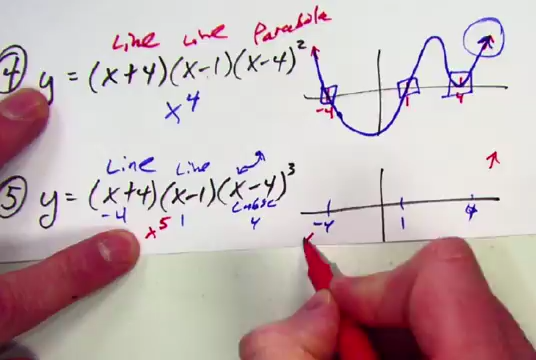 Line Line Parabola
④ y = (x+4)(x-1)(x-4)²
x⁴
-4 1 4
Line Line
⑤ y = (x+4)(x-1)(x-4)³
-4 1 Cubic
x⁵ 4
-4 1 4